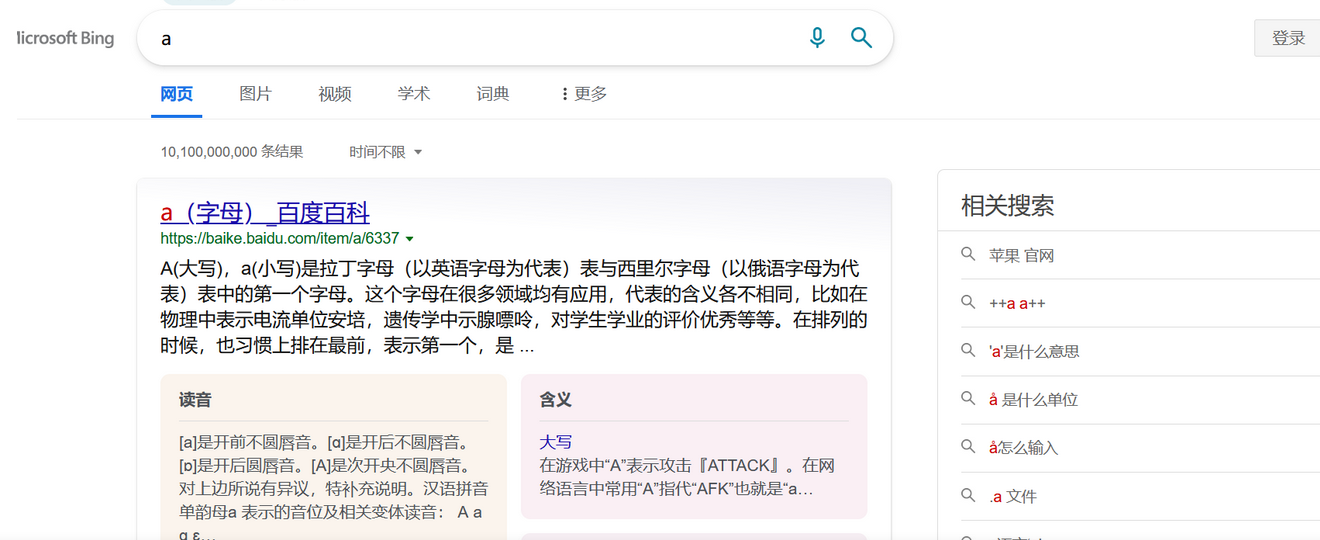 licrosoft Bing
a
登录
网页 图片 视频 学术 词典 更多
10,100,000,000 条结果 时间不限
a（字母）_百度百科
https://baike.baidu.com/item/a/6337
A(大写)，a(小写)是拉丁字母（以英语字母为代表）表与西里尔字母（以俄语字母为代
表）表中的第一个字母。这个字母在很多领域均有应用，代表的含义各不相同，比如在
物理中表示电流单位安培，遗传学中示腺嘌呤，对学生学业的评价优秀等等。在排列的
时候，也习惯上排在最前，表示第一个，是 ...
读音
[a]是开前不圆唇音。[ɑ]是开后不圆唇音。
[ɒ]是开后圆唇音。[A]是次开央不圆唇音。
对上边所说有异议，特补充说明。汉语拼音
单韵母a 表示的音位及相关变体读音： A a
ɑ ε...
含义
大写
在游戏中“A”表示攻击『ATTACK』。在网
络语言中常用“A”指代“AFK”也就是“a...
相关搜索
苹果 官网
++a a++
'a'是什么意思
å 是什么单位
å怎么输入
.a 文件